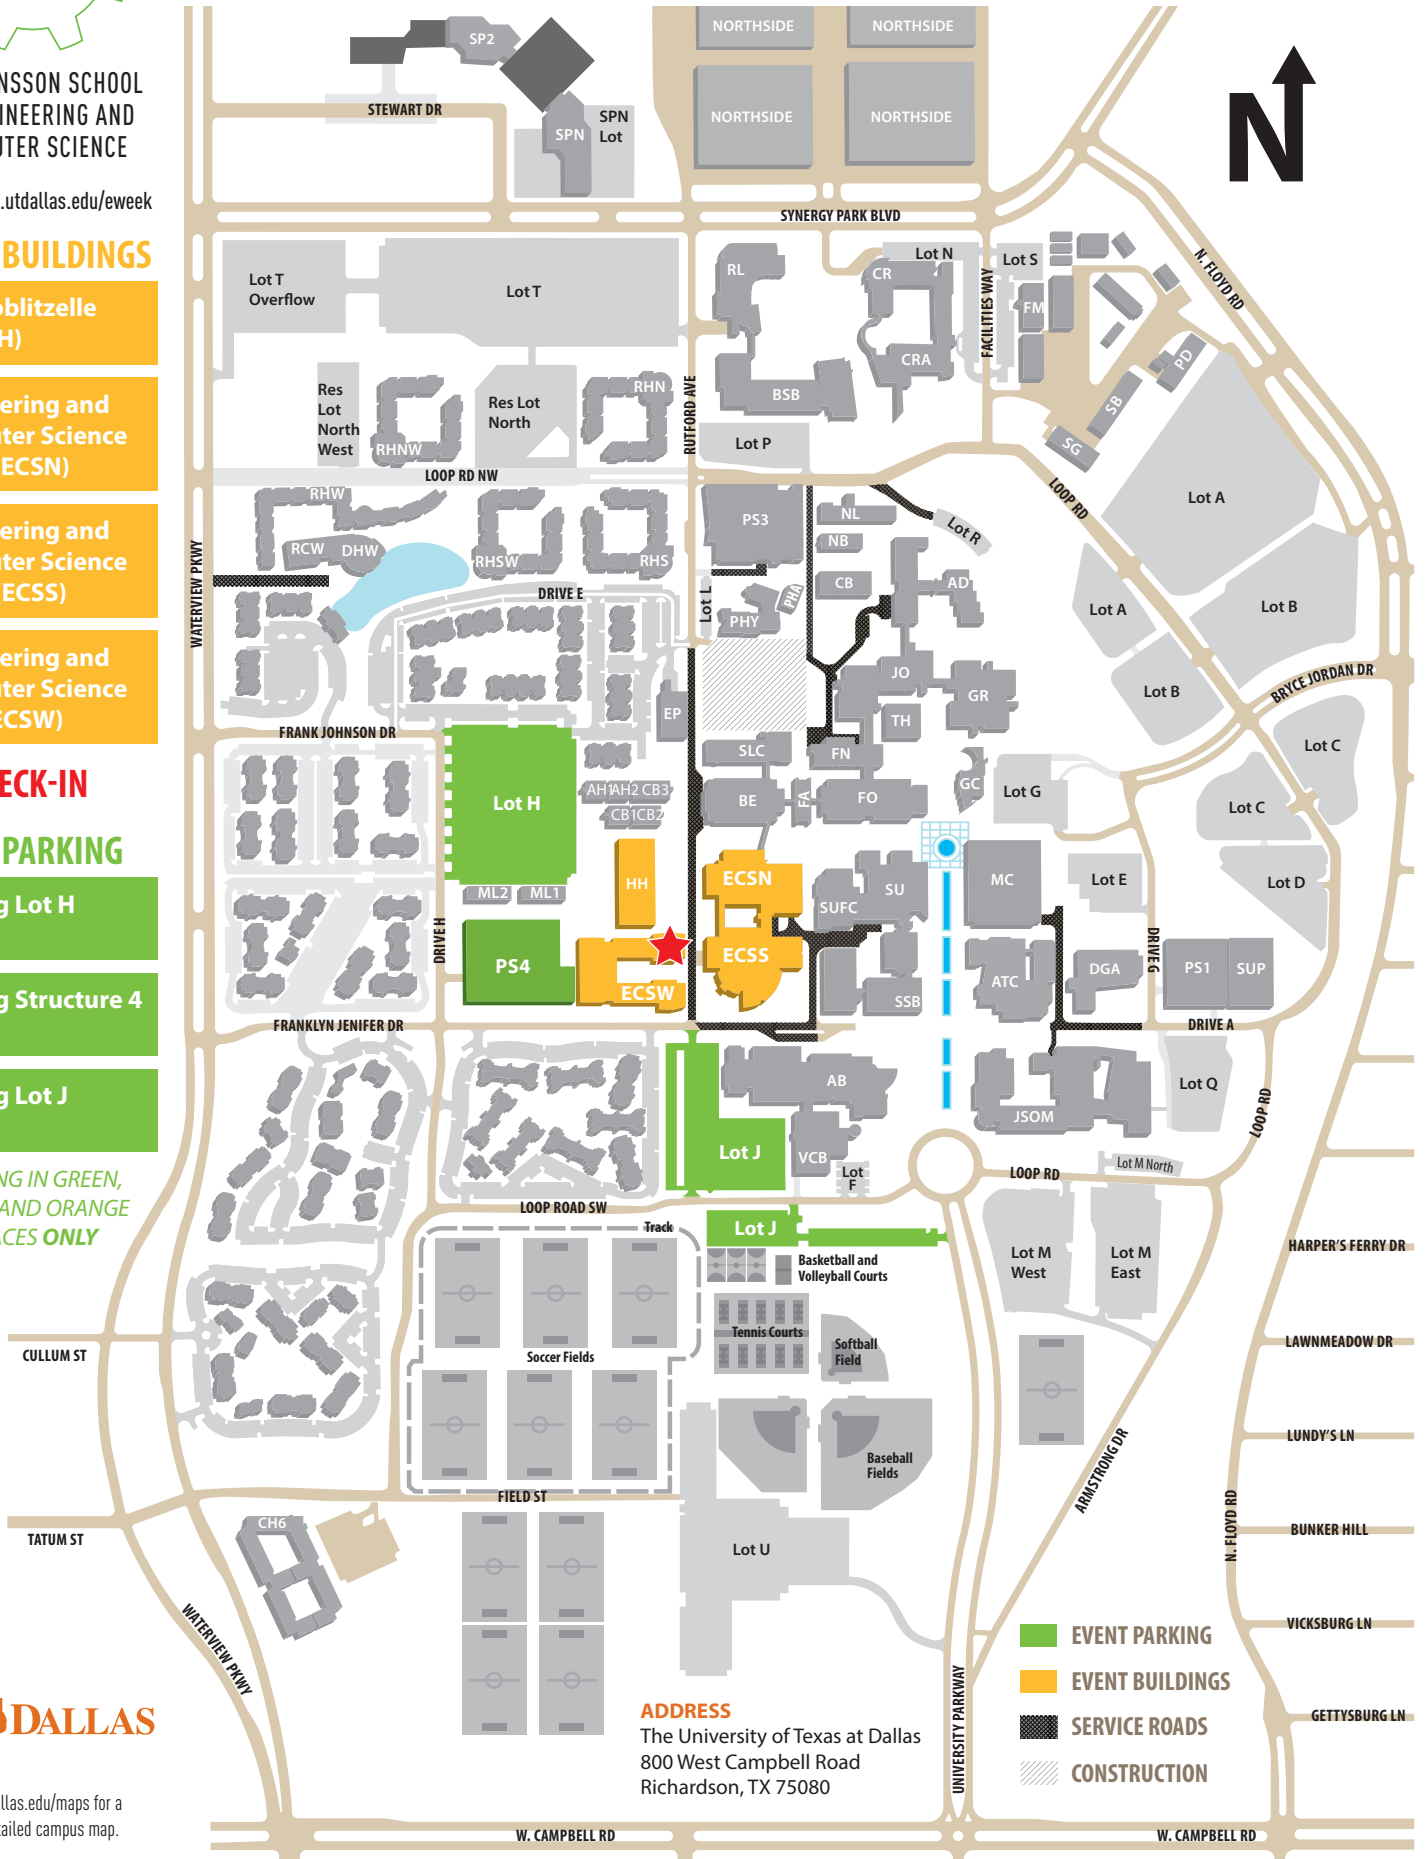 NSSON SCHOOL
INEERING AND
UTER SCIENCE
.utdallas.edu/eweek
BUILDINGS
oblitzelle
H)
ering and
ter Science
ECSN)
ering and
ter Science
(ECSS)
ering and
ter Science
ECSW)
ECK-IN
PARKING
g Lot H
g Structure 4
g Lot J
NG IN GREEN,
AND ORANGE
ACES ONLY
DALLAS
llas.edu/maps for a
tailed campus map.
N
SP2
SPN
SPN
Lot
STEWART DR
NORTHSIDE
NORTHSIDE
NORTHSIDE
NORTHSIDE
SYNERGY PARK BLVD
N. FLOYD RD
Lot T
Overflow
Lot T
RL
CR
Lot N
Lot S
FM
FACILITIES WAY
CRA
BSB
PD
SB
SG
Res
Lot
North
West
RHNW
Res Lot
North
RHN
RUTFORD AVE
Lot P
LOOP RD NW
LOOP RD
Lot A
RHW
RCW
DHW
RHSW
RHS
PS3
NL
NB
CB
Lot R
AD
WATERVIEW PKWY
DRIVE E
Lot L
PHY
PHA
Lot A
Lot B
Lot B
BRYCE JORDAN DR
JO
GR
TH
EP
FRANK JOHNSON DR
SLC
FN
Lot C
Lot C
AH1
AH2
CB3
CB1
CB2
BE
FA
FO
GC
Lot G
Lot H
HH
ECSN
SU
SUFC
MC
Lot E
Lot D
ML2
ML1
DRIVE H
PS4
ECSW
ECSS
SSB
ATC
DGA
DRIVE G
PS1
SUP
FRANKLYN JENIFER DR
DRIVE A
AB
JSOM
Lot Q
LOOP RD
Lot J
VCB
Lot
F
LOOP RD
Lot M North
LOOP ROAD SW
Track
Lot J
Basketball and
Volleyball Courts
Lot M
West
Lot M
East
HARPER'S FERRY DR
Tennis Courts
Softball
Field
Soccer Fields
CULLUM ST
LAWNMEADOW DR
LUNDY'S LN
Baseball
Fields
ARMSTRONG DR
FIELD ST
CH6
TATUM ST
Lot U
N. FLOYD RD
BUNKER HILL
VICKSBURG LN
GETTYSBURG LN
WATERVIEW PKWY
UNIVERSITY PARKWAY
EVENT PARKING
EVENT BUILDINGS
SERVICE ROADS
CONSTRUCTION
ADDRESS
The University of Texas at Dallas
800 West Campbell Road
Richardson, TX 75080
W. CAMPBELL RD
W. CAMPBELL RD